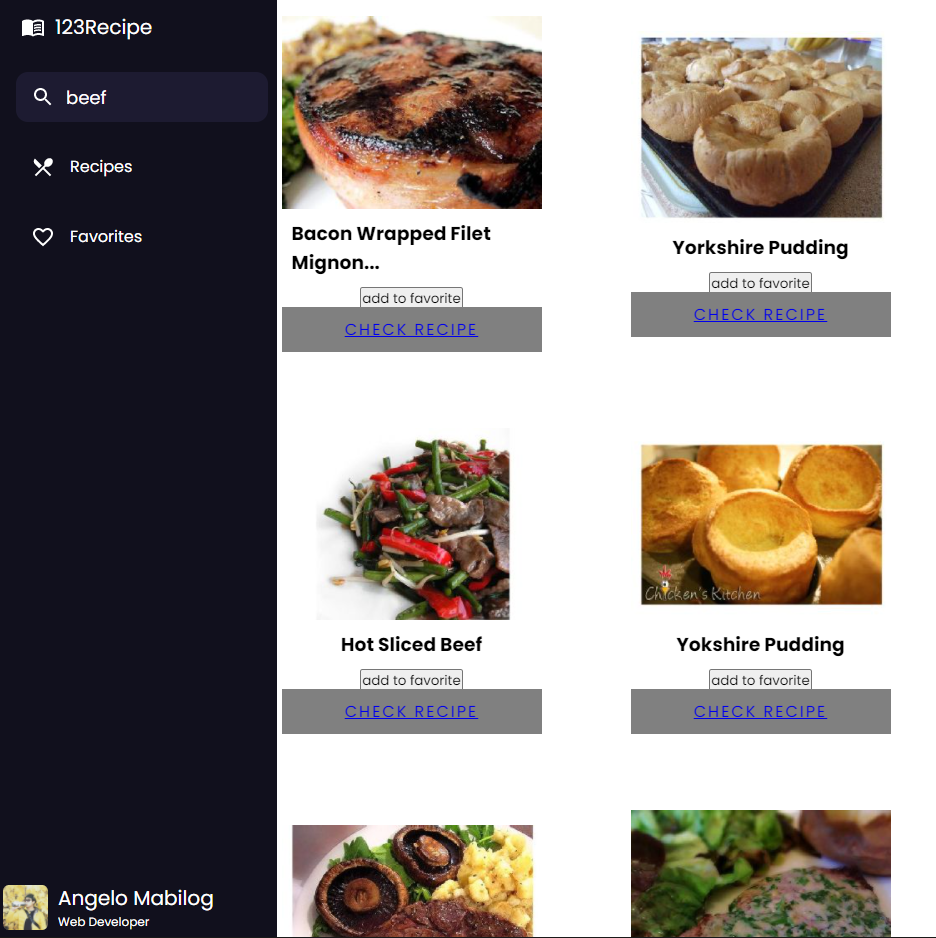 123Recipe
beef
Recipes
Favorites
Bacon Wrapped Filet
Mignon...
add to favorite
CHECK RECIPE
Yorkshire Pudding
add to favorite
CHECK RECIPE
Hot Sliced Beef
add to favorite
CHECK RECIPE
Chicken's Kitchen
Yokshire Pudding
add to favorite
CHECK RECIPE
Angelo Mabilog
Web Developer